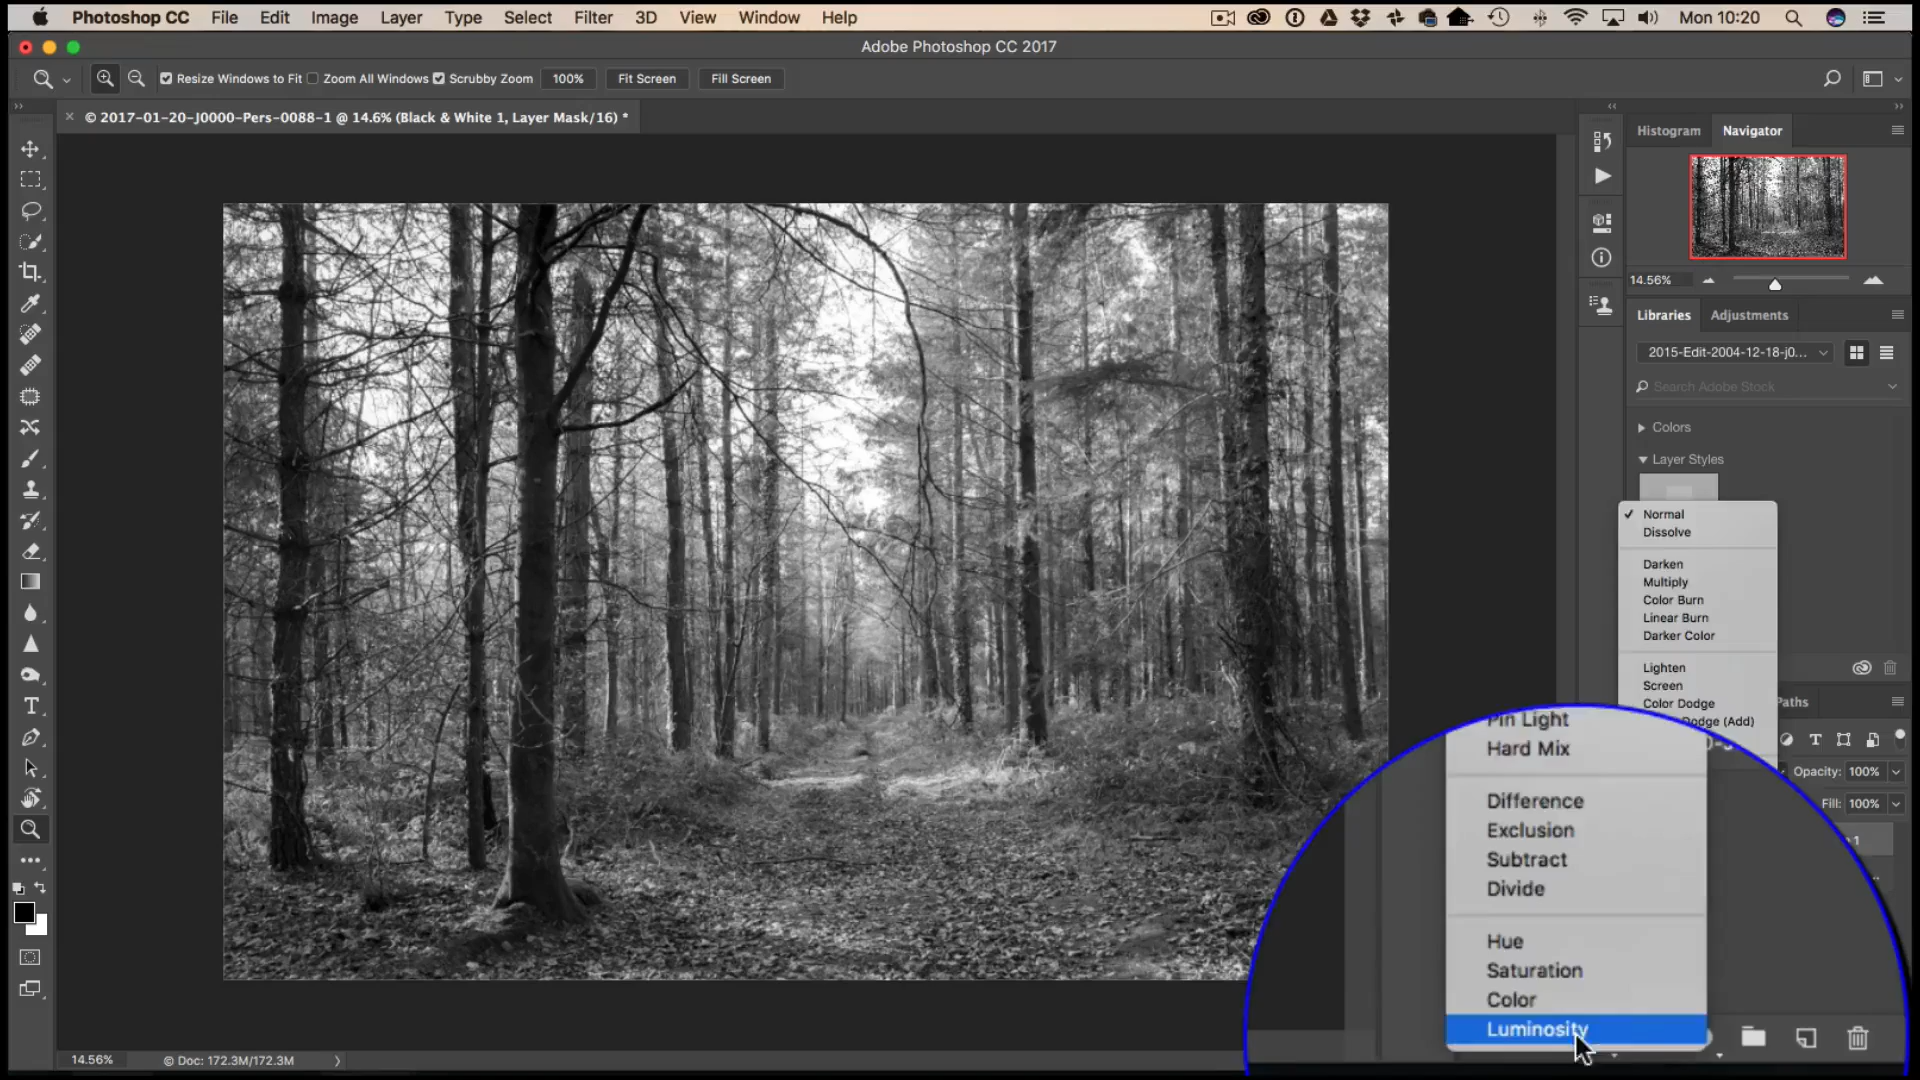 Photoshop CC File Edit Image Layer Type Select Filter 3D View Window Help Mon 10:20
Adobe Photoshop CC 2017
Resize Windows to Fit Zoom All Windows Scrubby Zoom 100% Fit Screen Fill Screen
© 2017-01-20-J0000-Pers-0088-1 @ 14.6% (Black & White 1, Layer Mask/16) *
Histogram Navigator
14.56%
Libraries Adjustments
2015-Edit-2004-12-18-j0...
Search Adobe Stock
Colors
Layer Styles
Normal
Dissolve
Darken
Multiply
Color Burn
Linear Burn
Darker Color
Lighten
Screen
Color Dodge
Dodge (Add)
Paths
Opacity: 100%
Fill: 100%
1
Pin Light
Hard Mix
Difference
Exclusion
Subtract
Divide
Hue
Saturation
Color
Luminosity
14.56% Doc: 172.3M/172.3M